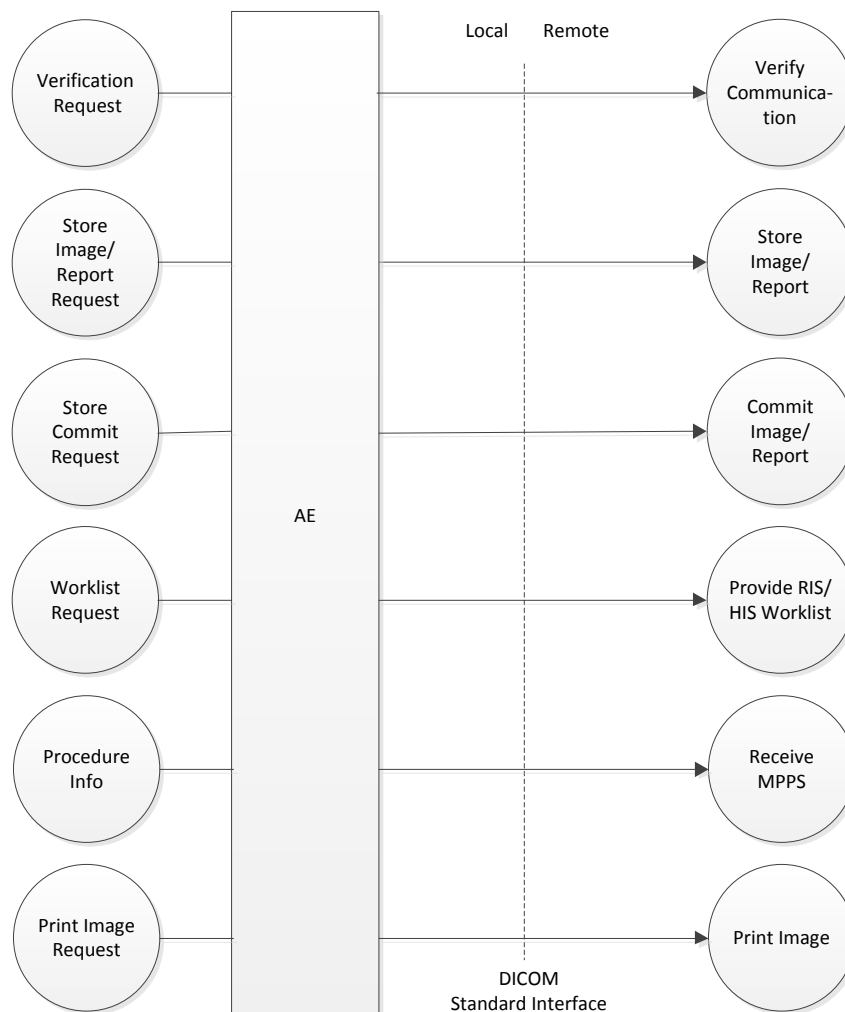 Local
Remote
Verification
Request
Verify
Communica-
tion
Store
Image/
Report
Request
Store
Image/
Report
Store
Commit
Request
Commit
Image/
Report
AE
Worklist
Request
Provide RIS/
HIS Worklist
Procedure
Info
Receive
MPPS
Print Image
Request
Print Image
DICOM
Standard Interface